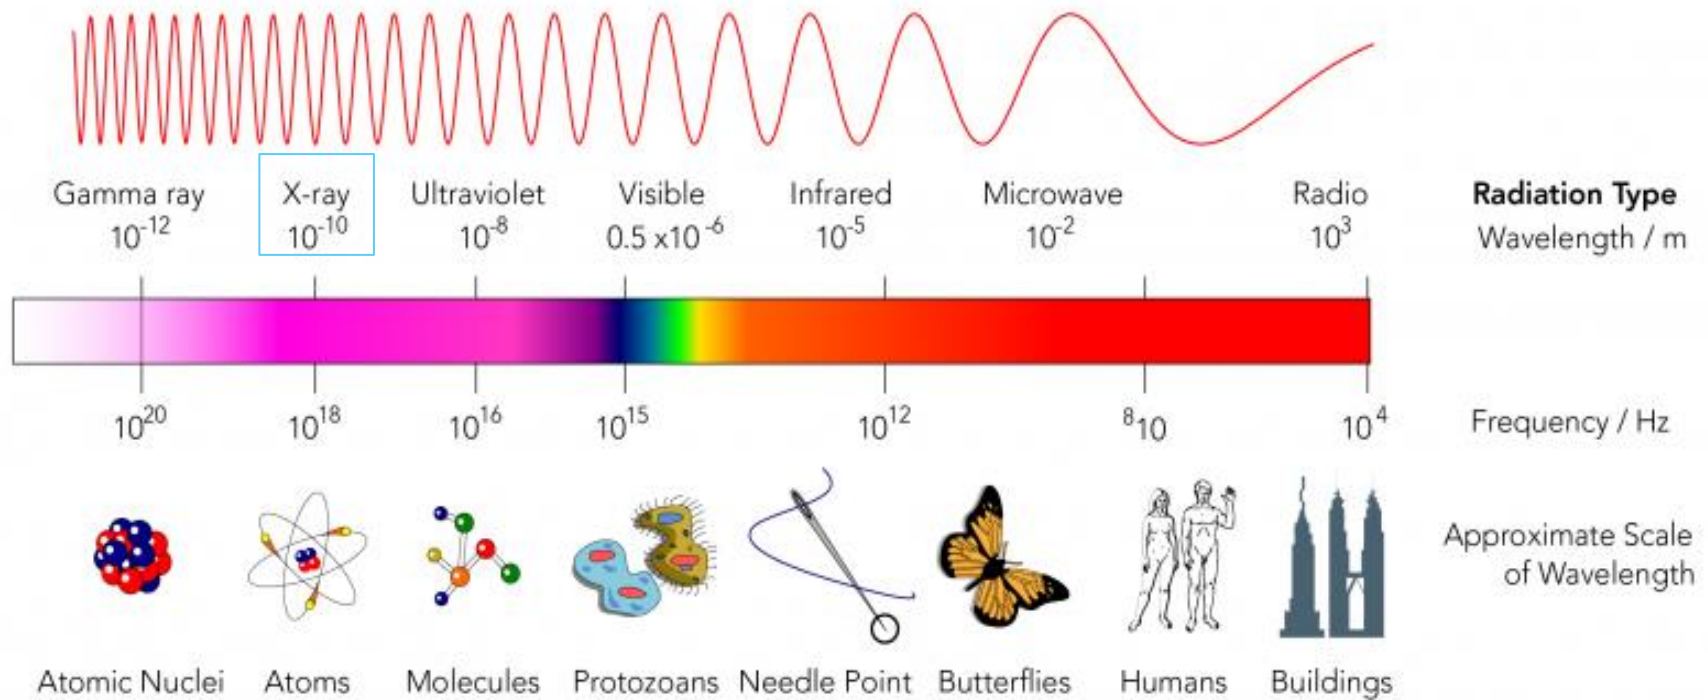 Gamma ray X-ray Ultraviolet Visible Infrared Microwave Radio Radiation Type
10⁻¹² 10⁻¹⁰ 10⁻⁸ 0.5 x10⁻⁶ 10⁻⁵ 10⁻² 10³ Wavelength / m
10²⁰ 10¹⁸ 10¹⁶ 10¹⁵ 10¹² ⁸10 10⁴ Frequency / Hz
Approximate Scale
of Wavelength
Atomic Nuclei Atoms Molecules Protozoans Needle Point Butterflies Humans Buildings